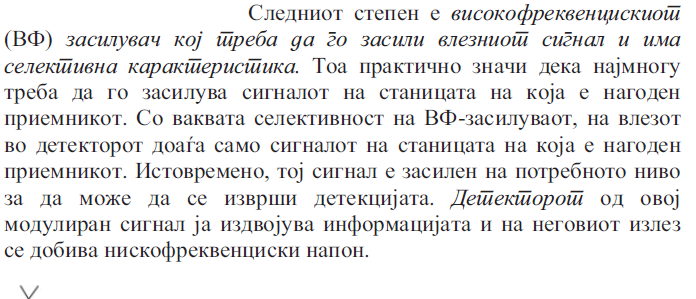 Следниот степен е високофреквенцискиот
(ВФ) засилувач кој треба да го засили влезниот сигнал и има
селективна карактеристика. Тоа практично значи дека најмногу
треба да го засилува сигналот на станицата на која е нагоден
приемникот. Со ваквата селективност на ВФ-засилуваот, на влезот
во детекторот доаѓа само сигналот на станицата на која е нагоден
приемникот. Истовремено, тој сигнал е засилен на потребното ниво
за да може да се изврши детекцијата. Детекторот од овој
модулиран сигнал ја издвојува информацијата и на неговиот излез
се добива нискофреквенциски напон.